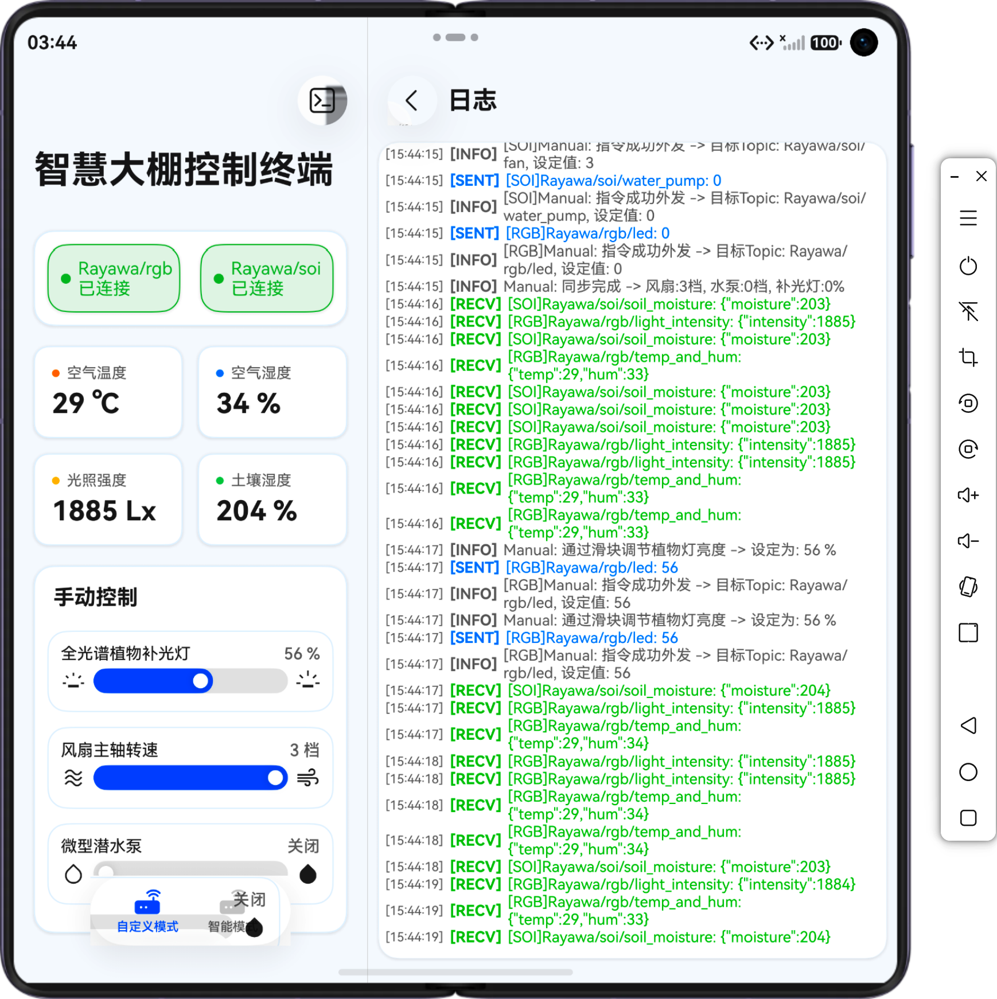 03:44
100
智慧大棚控制终端
Rayawa/rgb
已连接
Rayawa/soi
已连接
空气温度
29 ℃
空气湿度
34 %
光照强度
1885 Lx
土壤湿度
204 %
手动控制
全光谱植物补光灯 56 %
风扇主轴转速 3 档
微型潜水泵 关闭
关闭
自定义模式
智能模式
日志
[15:44:15] [INFO] [SOI]Manual: 指令成功外发 -> 目标Topic: Rayawa/soi/
fan, 设定值: 3
[15:44:15] [SENT] [SOI]Rayawa/soi/water_pump: 0
[15:44:15] [INFO] [SOI]Manual: 指令成功外发 -> 目标Topic: Rayawa/soi/
water_pump, 设定值: 0
[15:44:15] [SENT] [RGB]Rayawa/rgb/led: 0
[15:44:15] [INFO] [RGB]Manual: 指令成功外发 -> 目标Topic: Rayawa/
rgb/led, 设定值: 0
[15:44:15] [INFO] Manual: 同步完成 -> 风扇:3档, 水泵:0档, 补光灯:0%
[15:44:16] [RECV] [SOI]Rayawa/soi/soil_moisture: {"moisture":203}
[15:44:16] [RECV] [RGB]Rayawa/rgb/light_intensity: {"intensity":1885}
[15:44:16] [RECV] [SOI]Rayawa/soi/soil_moisture: {"moisture":203}
[15:44:16] [RECV] [RGB]Rayawa/rgb/temp_and_hum:
{"temp":29,"hum":33}
[15:44:16] [RECV] [SOI]Rayawa/soi/soil_moisture: {"moisture":203}
[15:44:16] [RECV] [SOI]Rayawa/soi/soil_moisture: {"moisture":203}
[15:44:16] [RECV] [SOI]Rayawa/soi/soil_moisture: {"moisture":203}
[15:44:16] [RECV] [RGB]Rayawa/rgb/light_intensity: {"intensity":1885}
[15:44:16] [RECV] [RGB]Rayawa/rgb/light_intensity: {"intensity":1885}
[15:44:16] [RECV] [RGB]Rayawa/rgb/temp_and_hum:
{"temp":29,"hum":33}
[15:44:16] [RECV] [RGB]Rayawa/rgb/temp_and_hum:
{"temp":29,"hum":33}
[15:44:17] [INFO] Manual: 通过滑块调节植物灯亮度 -> 设定为: 56 %
[15:44:17] [SENT] [RGB]Rayawa/rgb/led: 56
[15:44:17] [INFO] [RGB]Manual: 指令成功外发 -> 目标Topic: Rayawa/
rgb/led, 设定值: 56
[15:44:17] [INFO] Manual: 通过滑块调节植物灯亮度 -> 设定为: 56 %
[15:44:17] [SENT] [RGB]Rayawa/rgb/led: 56
[15:44:17] [INFO] [RGB]Manual: 指令成功外发 -> 目标Topic: Rayawa/
rgb/led, 设定值: 56
[15:44:17] [RECV] [SOI]Rayawa/soi/soil_moisture: {"moisture":204}
[15:44:17] [RECV] [RGB]Rayawa/rgb/light_intensity: {"intensity":1885}
[15:44:17] [RECV] [RGB]Rayawa/rgb/temp_and_hum:
{"temp":29,"hum":34}
[15:44:18] [RECV] [RGB]Rayawa/rgb/light_intensity: {"intensity":1885}
[15:44:18] [RECV] [RGB]Rayawa/rgb/light_intensity: {"intensity":1885}
[15:44:18] [RECV] [RGB]Rayawa/rgb/temp_and_hum:
{"temp":29,"hum":34}
[15:44:18] [RECV] [RGB]Rayawa/rgb/temp_and_hum:
{"temp":29,"hum":34}
[15:44:18] [RECV] [SOI]Rayawa/soi/soil_moisture: {"moisture":203}
[15:44:19] [RECV] [RGB]Rayawa/rgb/light_intensity: {"intensity":1884}
[15:44:19] [RECV] [RGB]Rayawa/rgb/temp_and_hum:
{"temp":29,"hum":33}
[15:44:19] [RECV] [SOI]Rayawa/soi/soil_moisture: {"moisture":204}